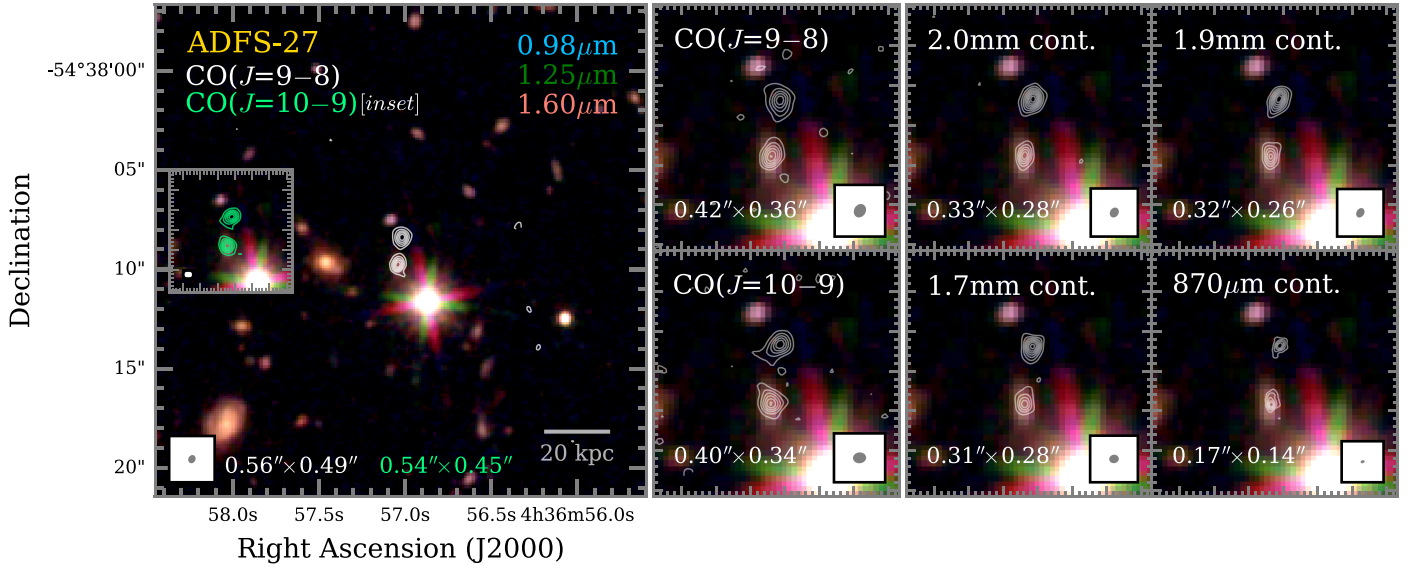 ADFS-27
CO(J=9−8)
CO(J=10−9)[inset]
0.98μm
1.25μm
1.60μm
-54°38'00"
05"
10"
15"
20"
Declination
0.56″×0.49″
0.54″×0.45″
20 kpc
58.0s
57.5s
57.0s
56.5s
4h36m56.0s
Right Ascension (J2000)
CO(J=9−8)
0.42″×0.36″
2.0mm cont.
0.33″×0.28″
1.9mm cont.
0.32″×0.26″
CO(J=10−9)
0.40″×0.34″
1.7mm cont.
0.31″×0.28″
870μm cont.
0.17″×0.14″